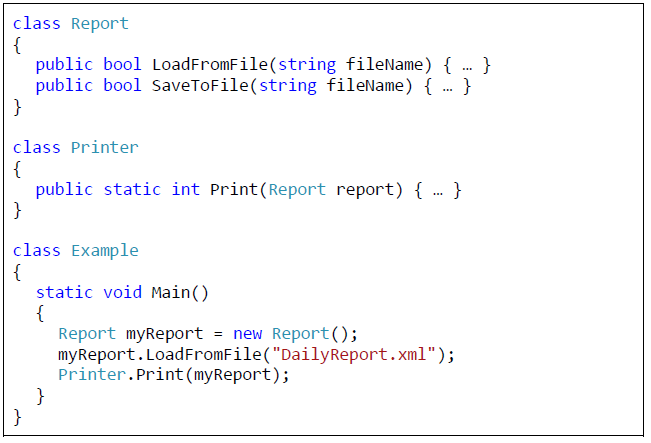 class Report
{
public bool LoadFromFile(string fileName) { … }
public bool SaveToFile(string fileName) { … }
}
class Printer
{
public static int Print(Report report) { … }
}
class Example
{
static void Main()
{
Report myReport = new Report();
myReport.LoadFromFile("DailyReport.xml");
Printer.Print(myReport);
}
}